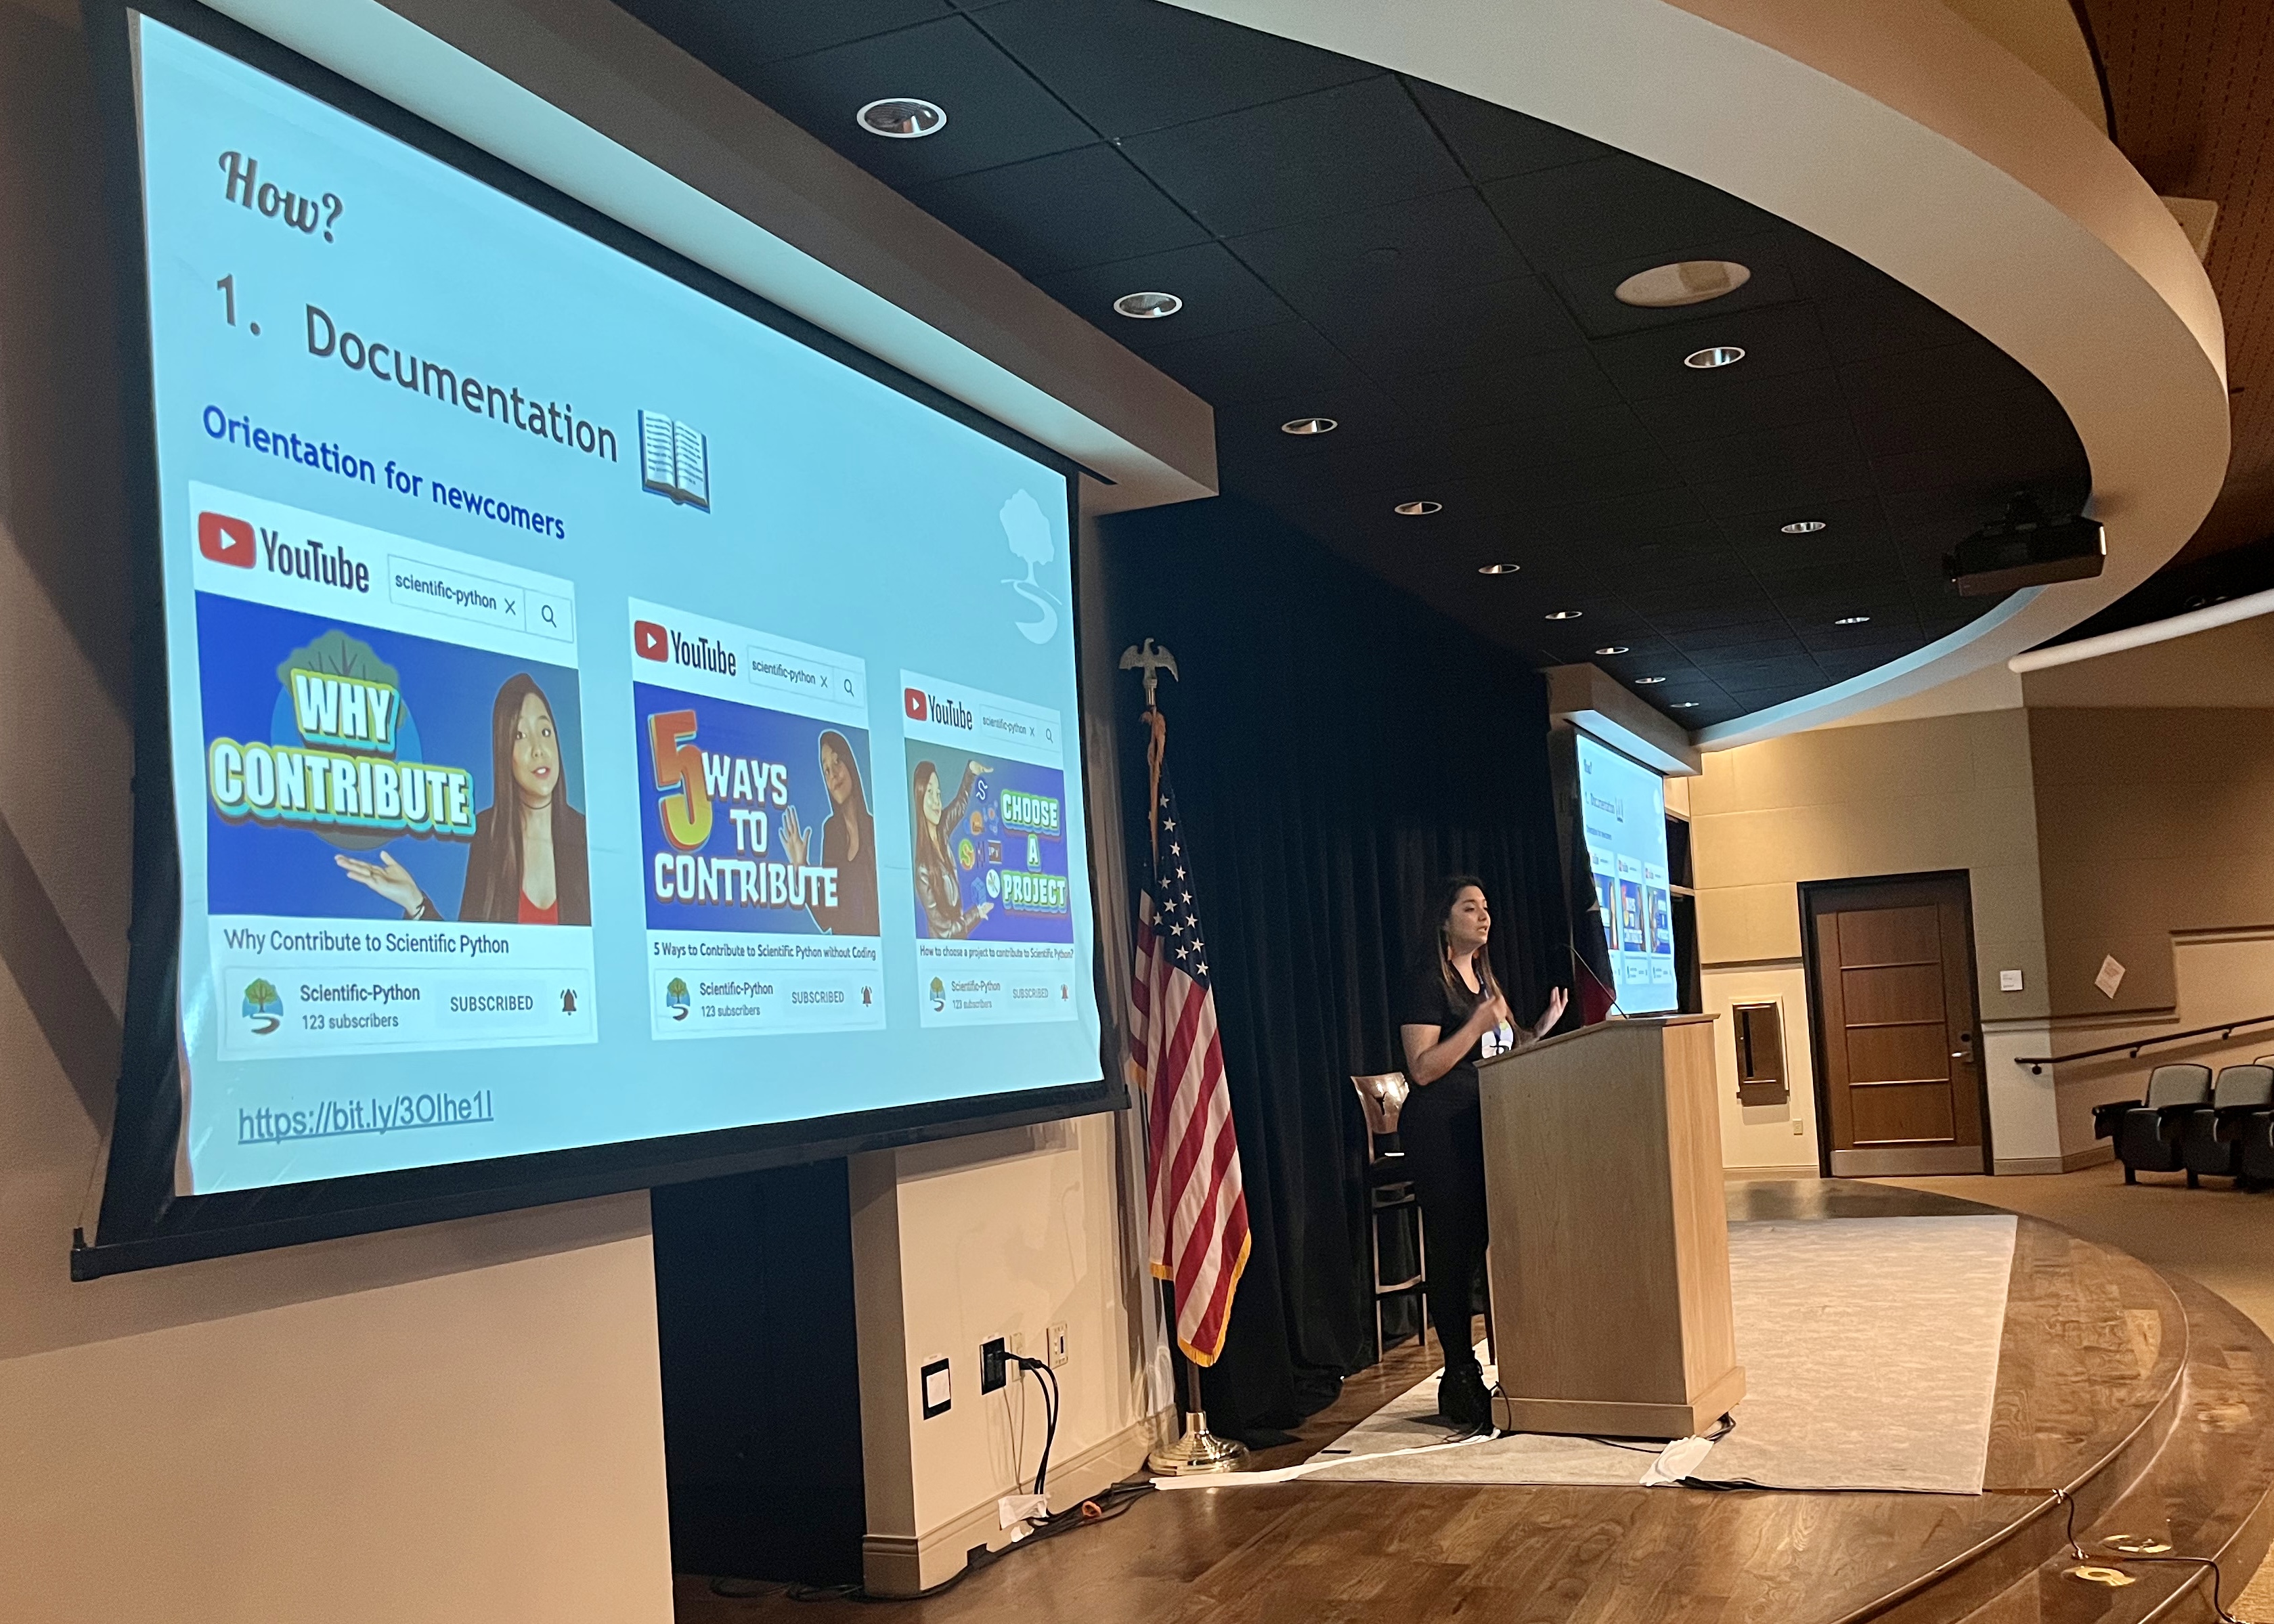 How?
1. Documentation
Orientation for newcomers
YouTube
scientific-python X
WHY
CONTRIBUTE
Why Contribute to Scientific Python
Scientific-Python
123 subscribers
SUBSCRIBED
YouTube
scientific-python X
5 WAYS
TO
CONTRIBUTE
5 Ways to Contribute to Scientific Python without Coding
Scientific-Python
123 subscribers
SUBSCRIBED
YouTube
scientific-python X
CHOOSE
A
PROJECT
How to choose a project to contribute to Scientific Python?
Scientific-Python
123 subscribers
SUBSCRIBED
https://bit.ly/3OIhe1I
How?
1. Documentation